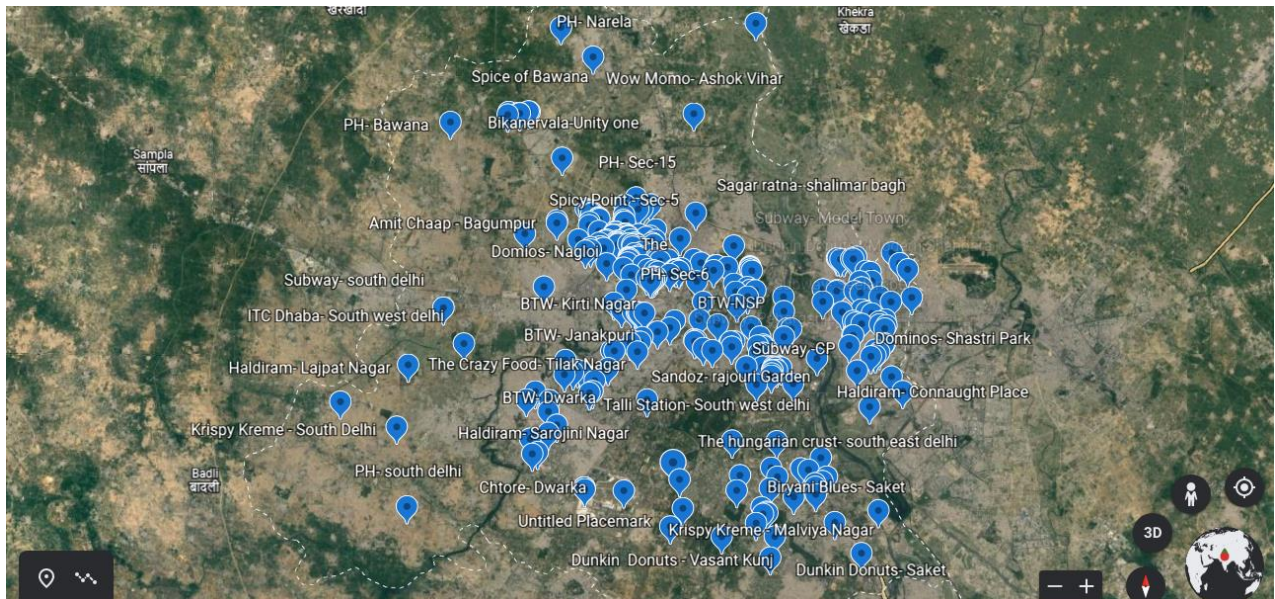 खरखादा
PH- Narela
Khekra
खेकड़ा
Spice of Bawana
Wow Momo- Ashok Vihar
PH- Bawana
Bikanervala-Unity one
Sampla
सांपला
PH- Sec-15
Sagar ratna- shalimar bagh
Spicy Point - Sec-5
Subway- Model Town
Amit Chaap - Bagumpur
Domios- Nagloi
The
PH- Sec-6
Subway- south delhi
BTW- Kirti Nagar
BTW-NSP
ITC Dhaba- South west delhi
BTW- Janakpuri
Subway -CP
Dominos- Shastri Park
Haldiram- Lajpat Nagar
The Crazy Food- Tilak Nagar
Sandoz- rajouri Garden
Haldiram- Connaught Place
BTW- Dwarka
Talli Station- South west delhi
Krispy Kreme - South Delhi
Haldiram- Sarojini Nagar
The hungarian crust- south east delhi
Badli
बादली
PH- south delhi
Chtore- Dwarka
Biryani Blues- Saket
Untitled Placemark
Krispy Kreme - Malviya Nagar
3D
Dunkin Donuts - Vasant Kunj
Dunkin Donuts- Saket